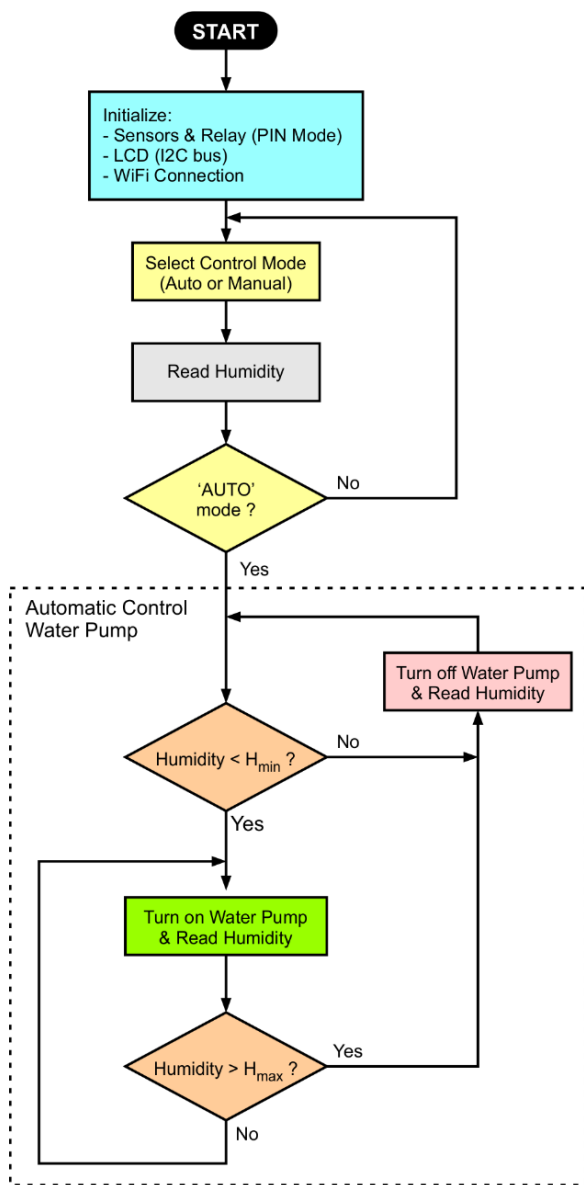 START
Initialize:
- Sensors & Relay (PIN Mode)
- LCD (I2C bus)
- WiFi Connection
Select Control Mode
(Auto or Manual)
Read Humidity
‘AUTO’
mode ?
No
Yes
Automatic Control
Water Pump
Turn off Water Pump
& Read Humidity
Humidity < Hmin ?
No
Yes
Turn on Water Pump
& Read Humidity
Humidity > Hmax ?
Yes
No